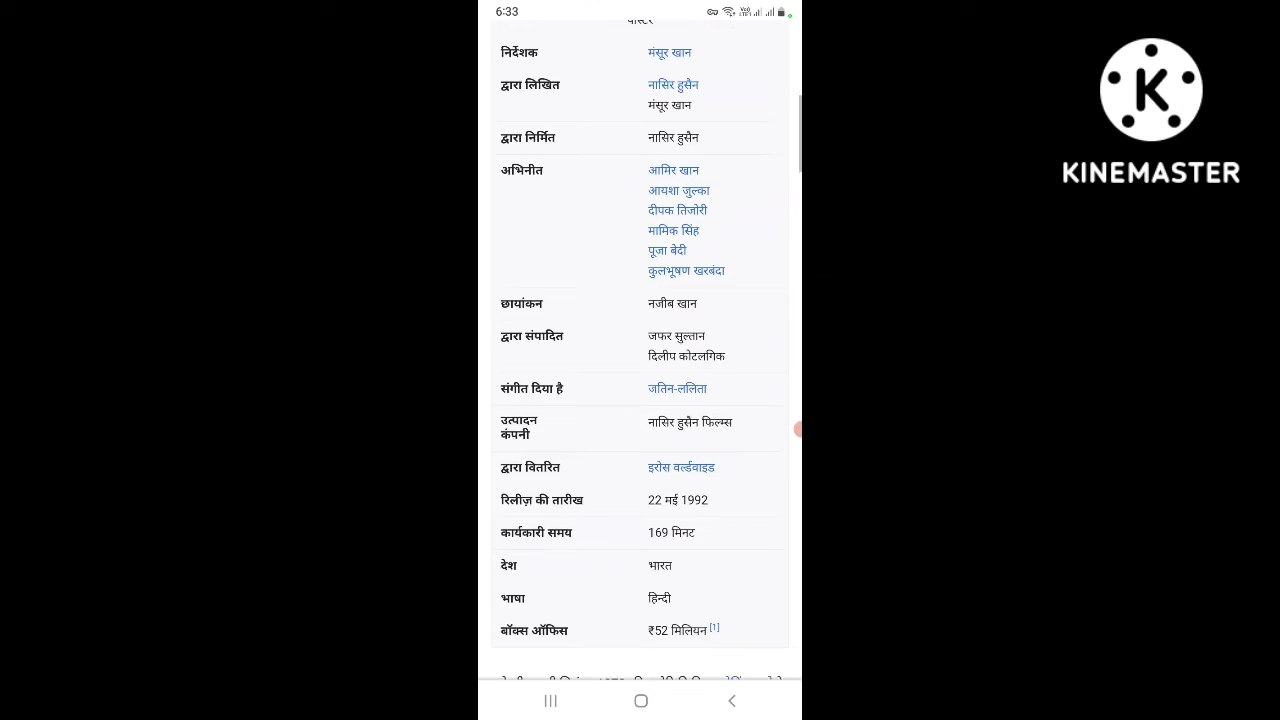 6:33
पोस्टर
निर्देशक मंसूर खान
द्वारा लिखित नासिर हुसैन
मंसूर खान
द्वारा निर्मित नासिर हुसैन
अभिनीत आमिर खान
आयशा जुल्का
दीपक तिजोरी
मामिक सिंह
पूजा बेदी
कुलभूषण खरबंदा
छायांकन नजीब खान
द्वारा संपादित जफर सुल्तान
दिलीप कोटलगिक
संगीत दिया है जतिन-ललिता
उत्पादन
कंपनी
नासिर हुसैन फिल्म्स
द्वारा वितरित इरोस वर्ल्डवाइड
रिलीज़ की तारीख 22 मई 1992
कार्यकारी समय 169 मिनट
देश भारत
भाषा हिन्दी
बॉक्स ऑफिस ₹52 मिलियन [1]
K
KINEMASTER